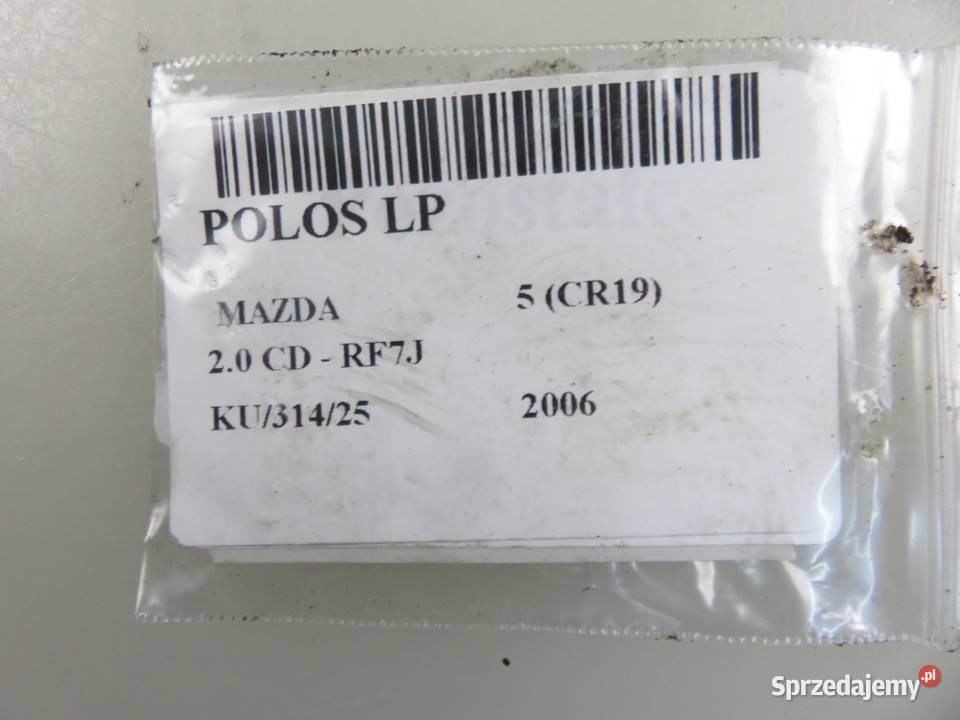 POLOS LP
MAZDA 5 (CR19)
2.0 CD - RF7J
KU/314/25 2006
Sprzedajemy.pl